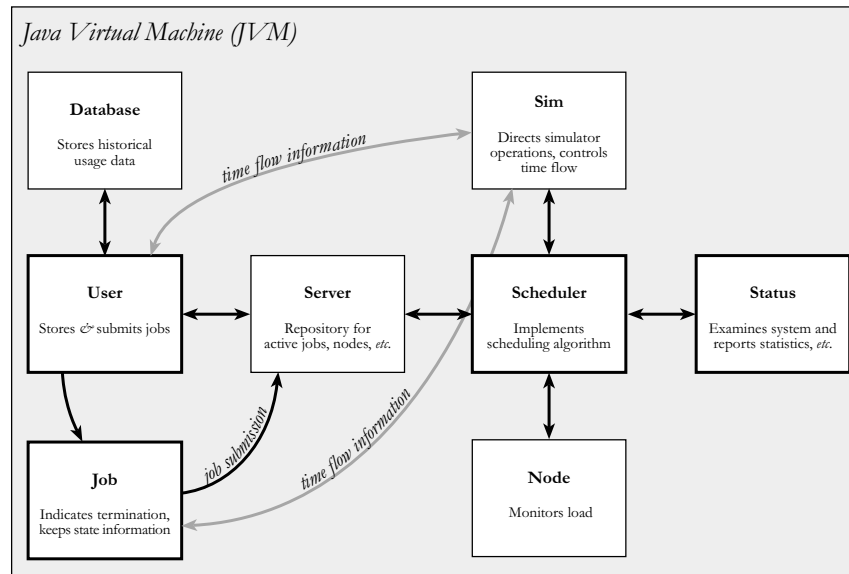 Java Virtual Machine (JVM)
Database
Stores historical
usage data
Sim
Directs simulator
operations, controls
time flow
time flow information
User
Stores & submits jobs
Server
Repository for
active jobs, nodes, etc.
Scheduler
Implements
scheduling algorithm
Status
Examines system and
reports statistics, etc.
job submission
time flow information
Job
Indicates termination,
keeps state information
Node
Monitors load